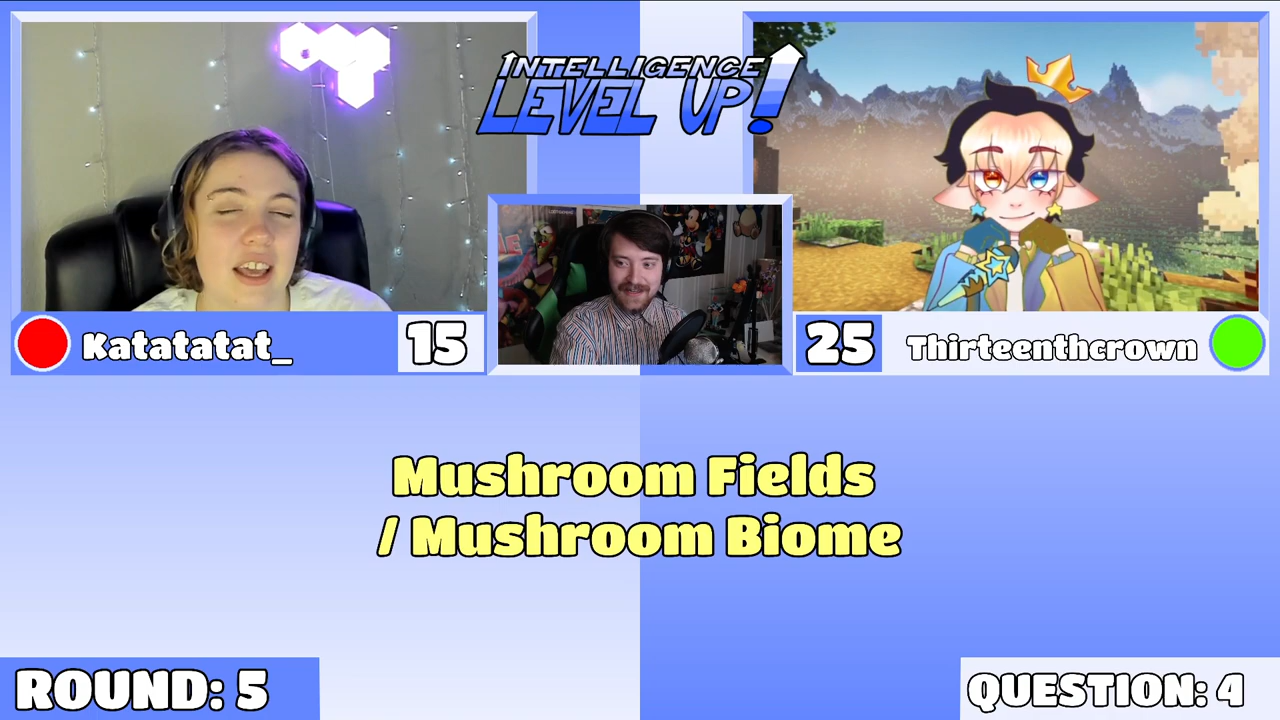 INTELLIGENCE
LEVEL UP!
Katatatat_
15
25
Thirteenthcrown
Mushroom Fields
/ Mushroom Biome
ROUND: 5
QUESTION: 4